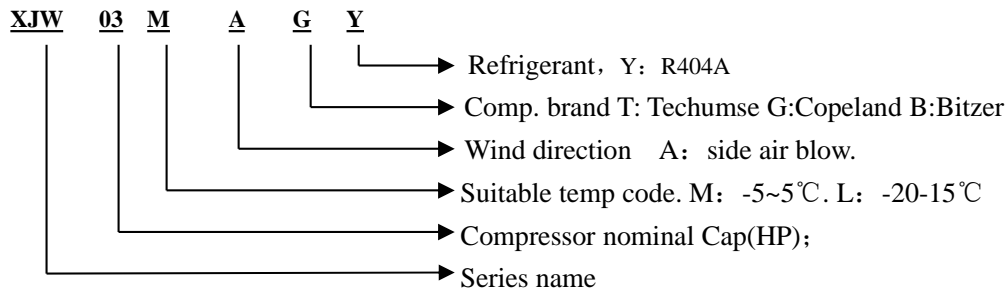 XJW 03 M A G Y
Refrigerant，Y：R404A
Comp. brand T: Techumse G:Copeland B:Bitzer
Wind direction A：side air blow.
Suitable temp code. M：-5~5℃. L：-20-15℃
Compressor nominal Cap(HP)；
Series name